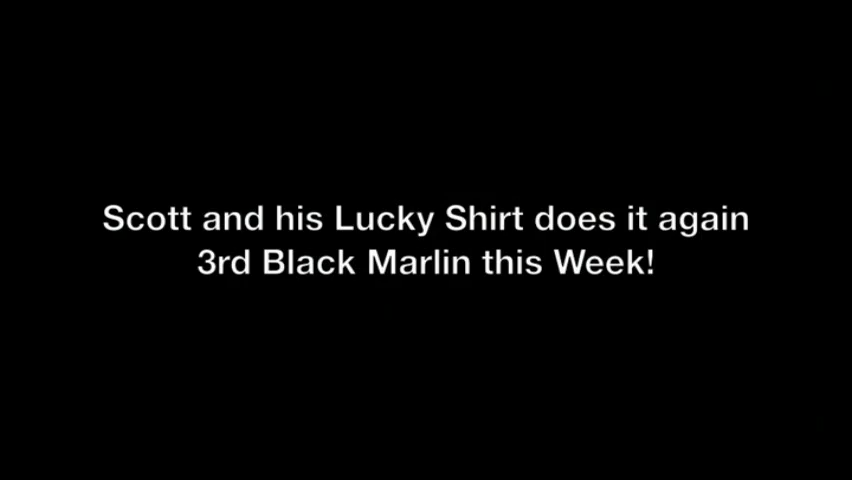 Scott and his Lucky Shirt does it again
3rd Black Marlin this Week!